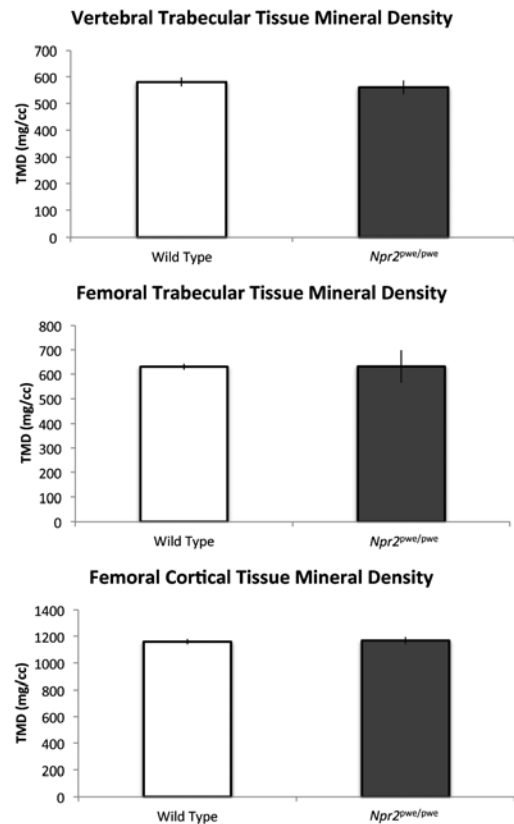 Vertebral Trabecular Tissue Mineral Density
TMD (mg/cc)
700
600
500
400
300
200
100
0
Wild Type
Npr2pwe/pwe
Femoral Trabecular Tissue Mineral Density
TMD (mg/cc)
800
700
600
500
400
300
200
100
0
Wild Type
Npr2pwe/pwe
Femoral Cortical Tissue Mineral Density
TMD (mg/cc)
1400
1200
1000
800
600
400
200
0
Wild Type
Npr2pwe/pwe